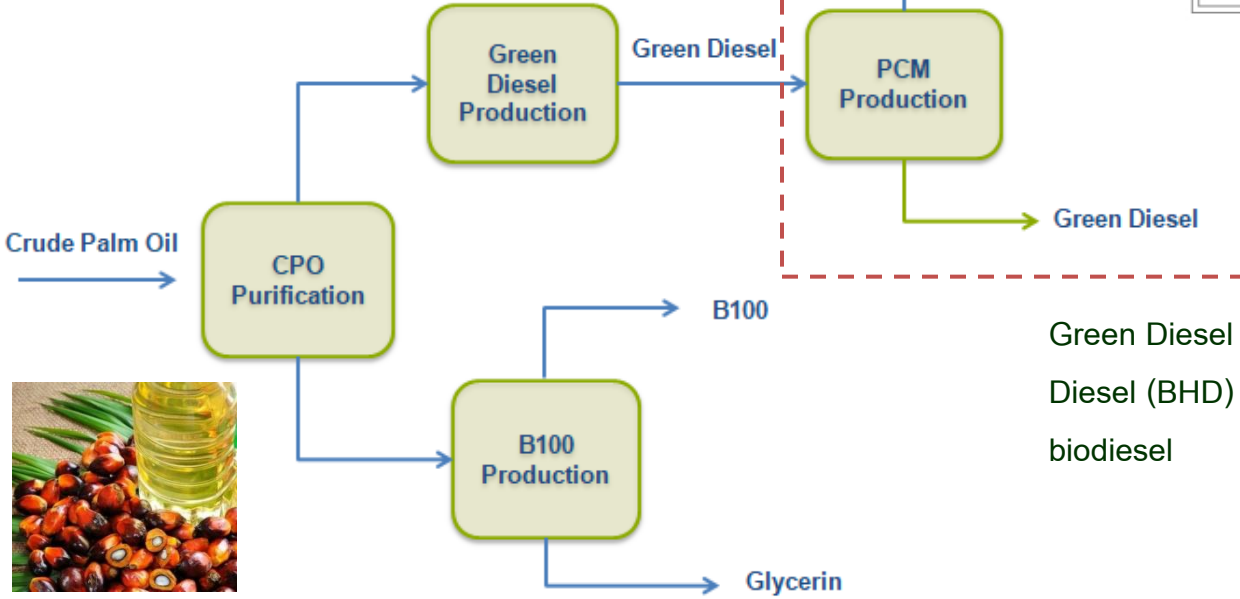 Green
Diesel
Production
Green Diesel
PCM
Production
Green Diesel
Crude Palm Oil
CPO
Purification
B100
B100
Production
Glycerin
Green Diesel
Diesel (BHD)
biodiesel